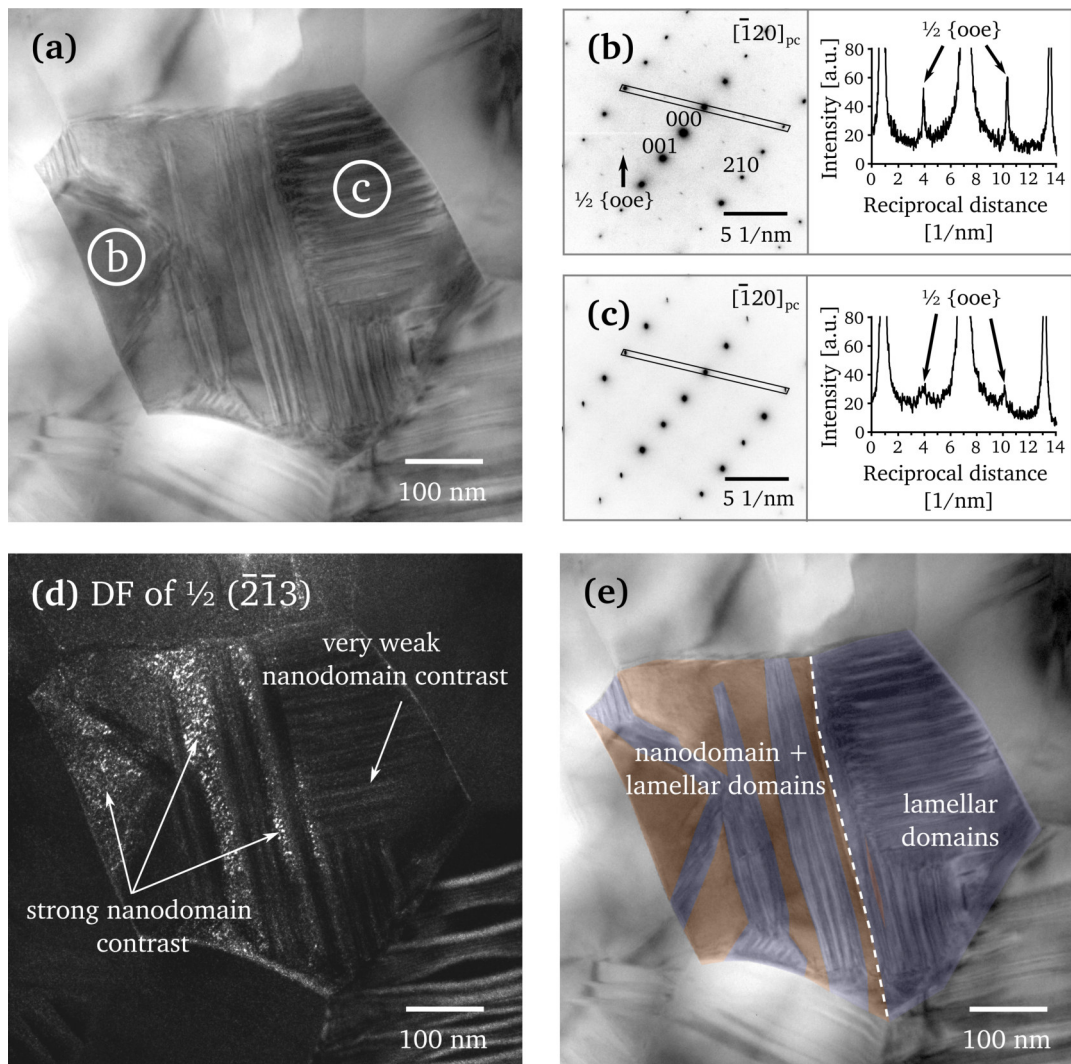 (a)
b
c
100 nm
(b)
[1̄20]pc
000
001
210
½ {ooe}
5 1/nm
½ {ooe}
Intensity [a.u.]
80
60
40
20
0
0 2 4 6 8 10 12 14
Reciprocal distance
[1/nm]
(c)
[1̄20]pc
5 1/nm
½ {ooe}
Intensity [a.u.]
80
60
40
20
0
0 2 4 6 8 10 12 14
Reciprocal distance
[1/nm]
(d) DF of ½ (2̄1̄3)
very weak
nanodomain contrast
strong nanodomain
contrast
100 nm
(e)
nanodomain +
lamellar domains
lamellar
domains
100 nm